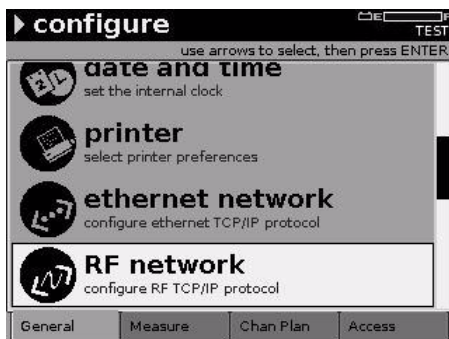 configure
E F
TEST
use arrows to select, then press ENTER
date and time
set the internal clock
printer
select printer preferences
ethernet network
configure ethernet TCP/IP protocol
RF network
configure RF TCP/IP protocol
General Measure Chan Plan Access